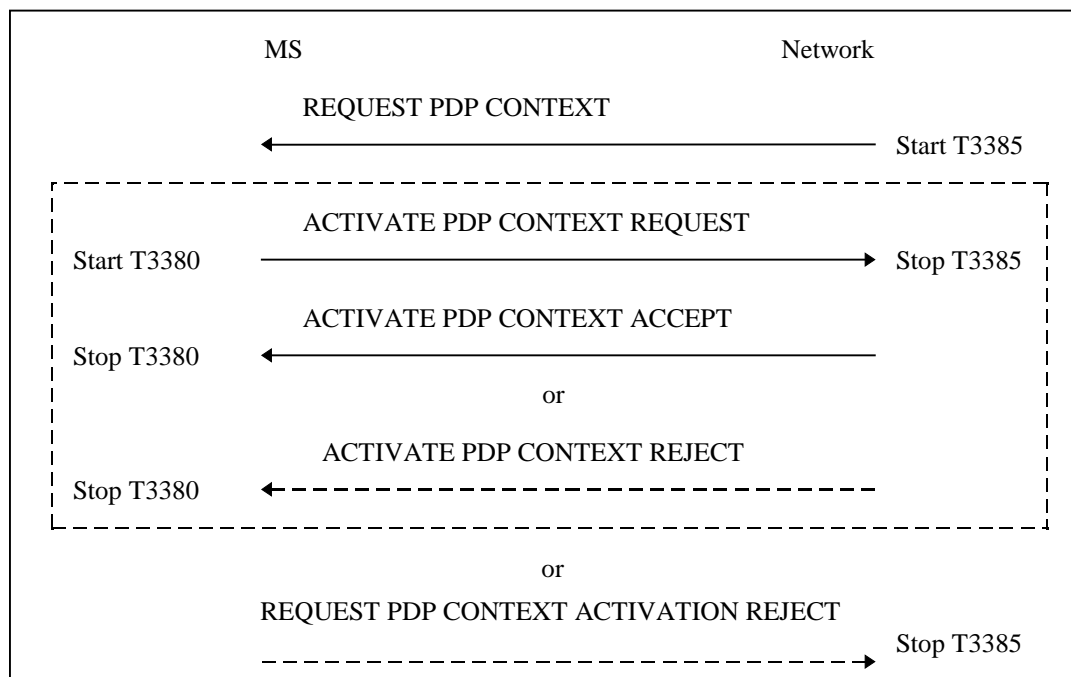 MS Network
REQUEST PDP CONTEXT
Start T3385
ACTIVATE PDP CONTEXT REQUEST
Start T3380 Stop T3385
ACTIVATE PDP CONTEXT ACCEPT
Stop T3380
or
ACTIVATE PDP CONTEXT REJECT
Stop T3380
or
REQUEST PDP CONTEXT ACTIVATION REJECT
Stop T3385